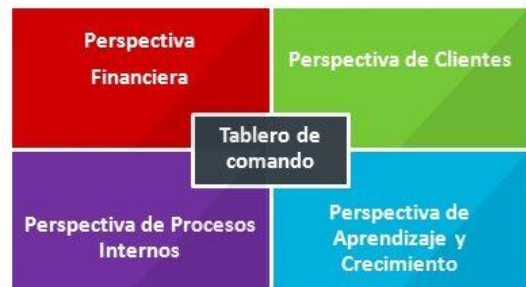 Perspectiva
Financiera
Perspectiva de Clientes
Tablero de
comando
Perspectiva de Procesos
Internos
Perspectiva de
Aprendizaje y
Crecimiento